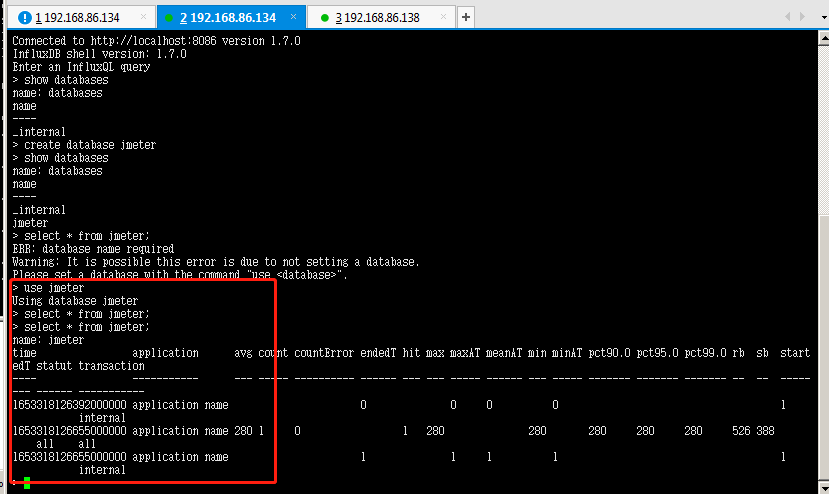 1 192.168.86.134 × 2 192.168.86.134 × 3 192.168.86.138 × +
Connected to http://localhost:8086 version 1.7.0
InfluxDB shell version: 1.7.0
Enter an InfluxQL query
> show databases
name: databases
name
----
_internal
> create database jmeter
> show databases
name: databases
name
----
_internal
jmeter
> select * from jmeter;
ERR: database name required
Warning: It is possible this error is due to not setting a database.
Please set a database with the command "use <database>".
> use jmeter
Using database jmeter
> select * from jmeter;
> select * from jmeter;
name: jmeter
time application avg count countError endedT hit max maxAT meanAT min minAT pct90.0 pct95.0 pct99.0 rb sb start
edT statut transaction
---- ----------- --- ----- ---------- ------ --- --- ----- ------ --- ----- ------- ------- ------- -- -- -----
--- ------ -----------
1653318126392000000 application name 0 0 0 0 1
internal
1653318126655000000 application name 280 1 0 1 280 280 280 280 280 526 388
all all
1653318126655000000 application name 1 1 1 1 1
internal